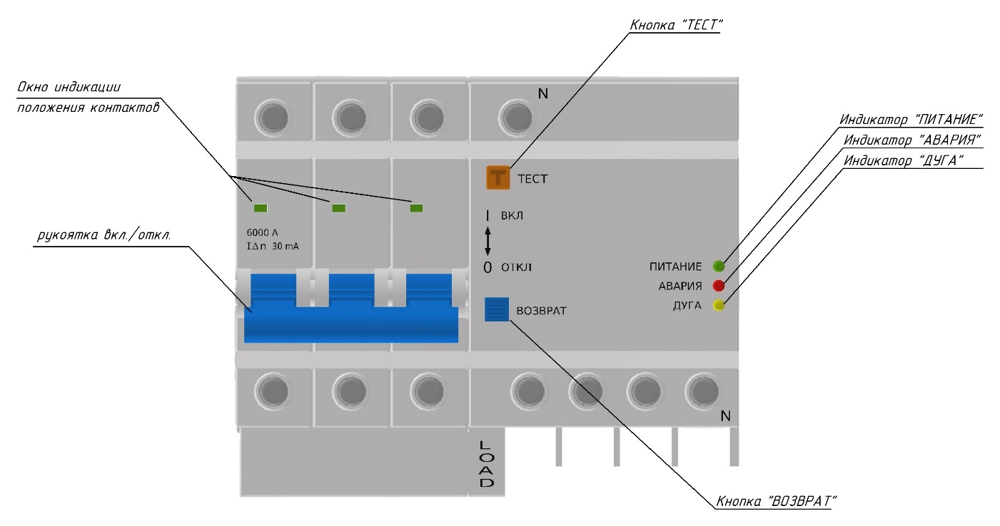 Кнопка "ТЕСТ"
Окно индикации
положения контактов
N
Индикатор "ПИТАНИЕ"
Индикатор "АВАРИЯ"
Индикатор "ДУГА"
T ТЕСТ
I ВКЛ
6000 A
I∆n 30 mA
рукоятка вкл./откл.
0 ОТКЛ
ПИТАНИЕ
АВАРИЯ
ДУГА
ВОЗВРАТ
N
LOAD
Кнопка "ВОЗВРАТ"